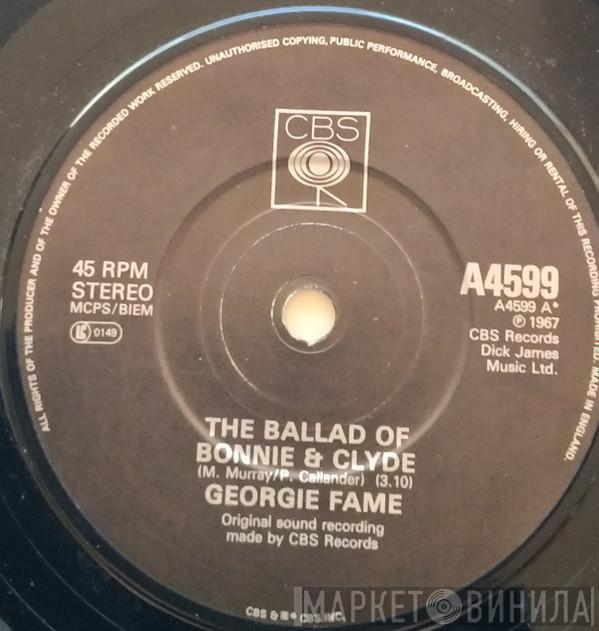 ALL RIGHTS OF THE PRODUCER AND OF THE OWNER OF THE RECORDED WORK RESERVED. UNAUTHORISED COPYING, PUBLIC PERFORMANCE, BROADCASTING, HIRING OR RENTAL OF THIS RECORDING PROHIBITED. MADE IN ENGLAND.
CBS
45 RPM
STEREO
MCPS/BIEM
LC 0149
A4599
A4599 A*
℗ 1967
CBS Records
Dick James
Music Ltd.
THE BALLAD OF
BONNIE & CLYDE
(M. Murray/P. Callander) (3.10)
GEORGIE FAME
Original sound recording
made by CBS Records
CBS & ® CBS INC.
МАРКЕТ ВИНИЛА